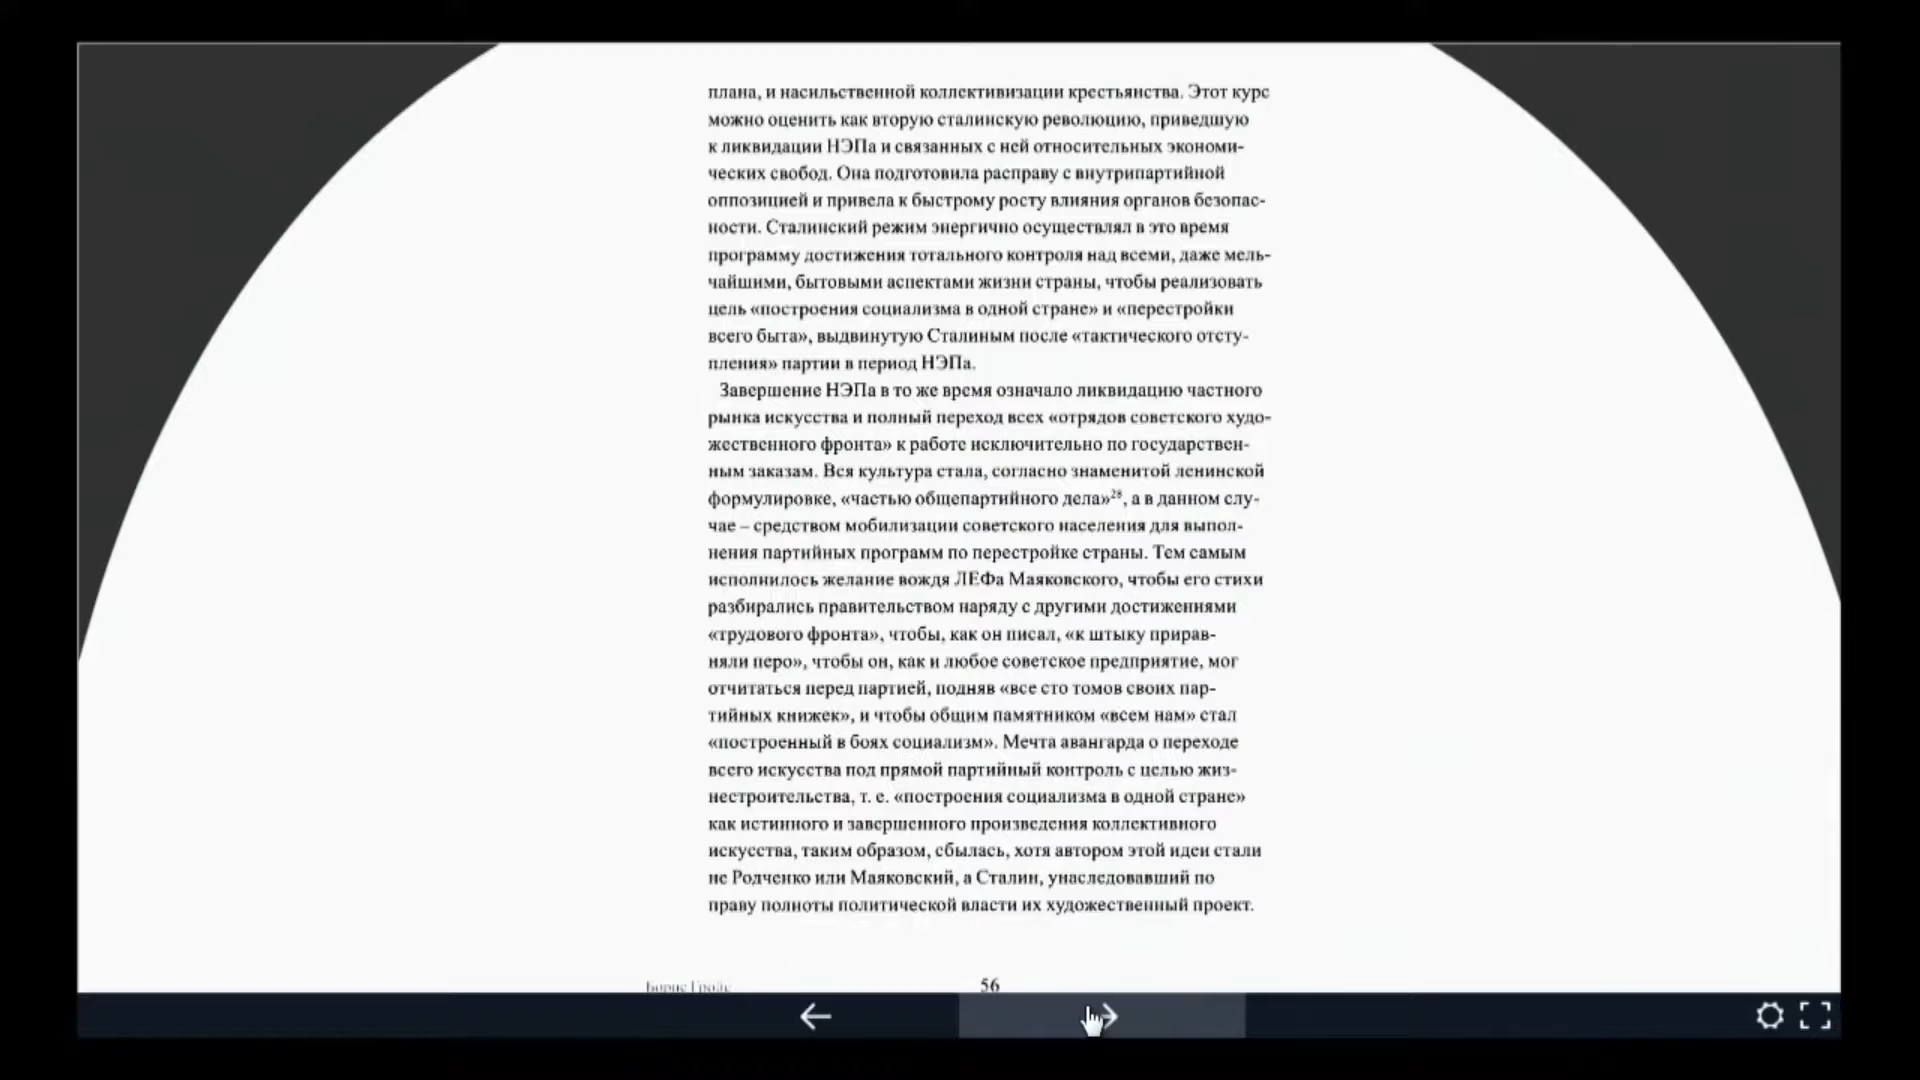 плана, и насильственной коллективизации крестьянства. Этот курс
можно оценить как вторую сталинскую революцию, приведшую
к ликвидации НЭПа и связанных с ней относительных экономи-
ческих свобод. Она подготовила расправу с внутрипартийной
оппозицией и привела к быстрому росту влияния органов безопас-
ности. Сталинский режим энергично осуществлял в это время
программу достижения тотального контроля над всеми, даже мель-
чайшими, бытовыми аспектами жизни страны, чтобы реализовать
цель «построения социализма в одной стране» и «перестройки
всего быта», выдвинутую Сталиным после «тактического отсту-
пления» партии в период НЭПа.
Завершение НЭПа в то же время означало ликвидацию частного
рынка искусства и полный переход всех «отрядов советского худо-
жественного фронта» к работе исключительно по государствен-
ным заказам. Вся культура стала, согласно знаменитой ленинской
формулировке, «частью общепартийного дела»²⁸, а в данном слу-
чае – средством мобилизации советского населения для выпол-
нения партийных программ по перестройке страны. Тем самым
исполнилось желание вождя ЛЕФа Маяковского, чтобы его стихи
разбирались правительством наряду с другими достижениями
«трудового фронта», чтобы, как он писал, «к штыку прирав-
няли перо», чтобы он, как и любое советское предприятие, мог
отчитаться перед партией, подняв «все сто томов своих пар-
тийных книжек», и чтобы общим памятником «всем нам» стал
«построенный в боях социализм». Мечта авангарда о переходе
всего искусства под прямой партийный контроль с целью жиз-
нестроительства, т. е. «построения социализма в одной стране»
как истинного и завершенного произведения коллективного
искусства, таким образом, сбылась, хотя автором этой идеи стали
не Родченко или Маяковский, а Сталин, унаследовавший по
праву полноты политической власти их художественный проект.
Борис Гройс 56